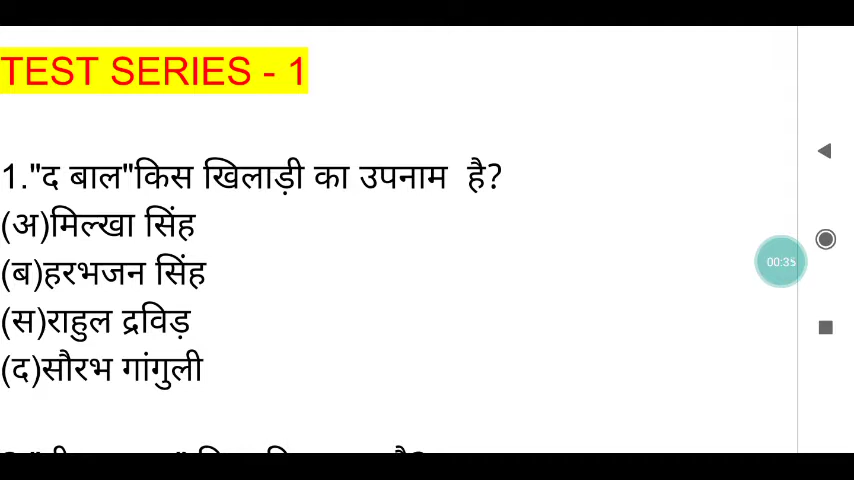 TEST SERIES - 1
1."द बाल"किस खिलाड़ी का उपनाम है?
(अ)मिल्खा सिंह
(ब)हरभजन सिंह
(स)राहुल द्रविड़
(द)सौरभ गांगुली
00:35